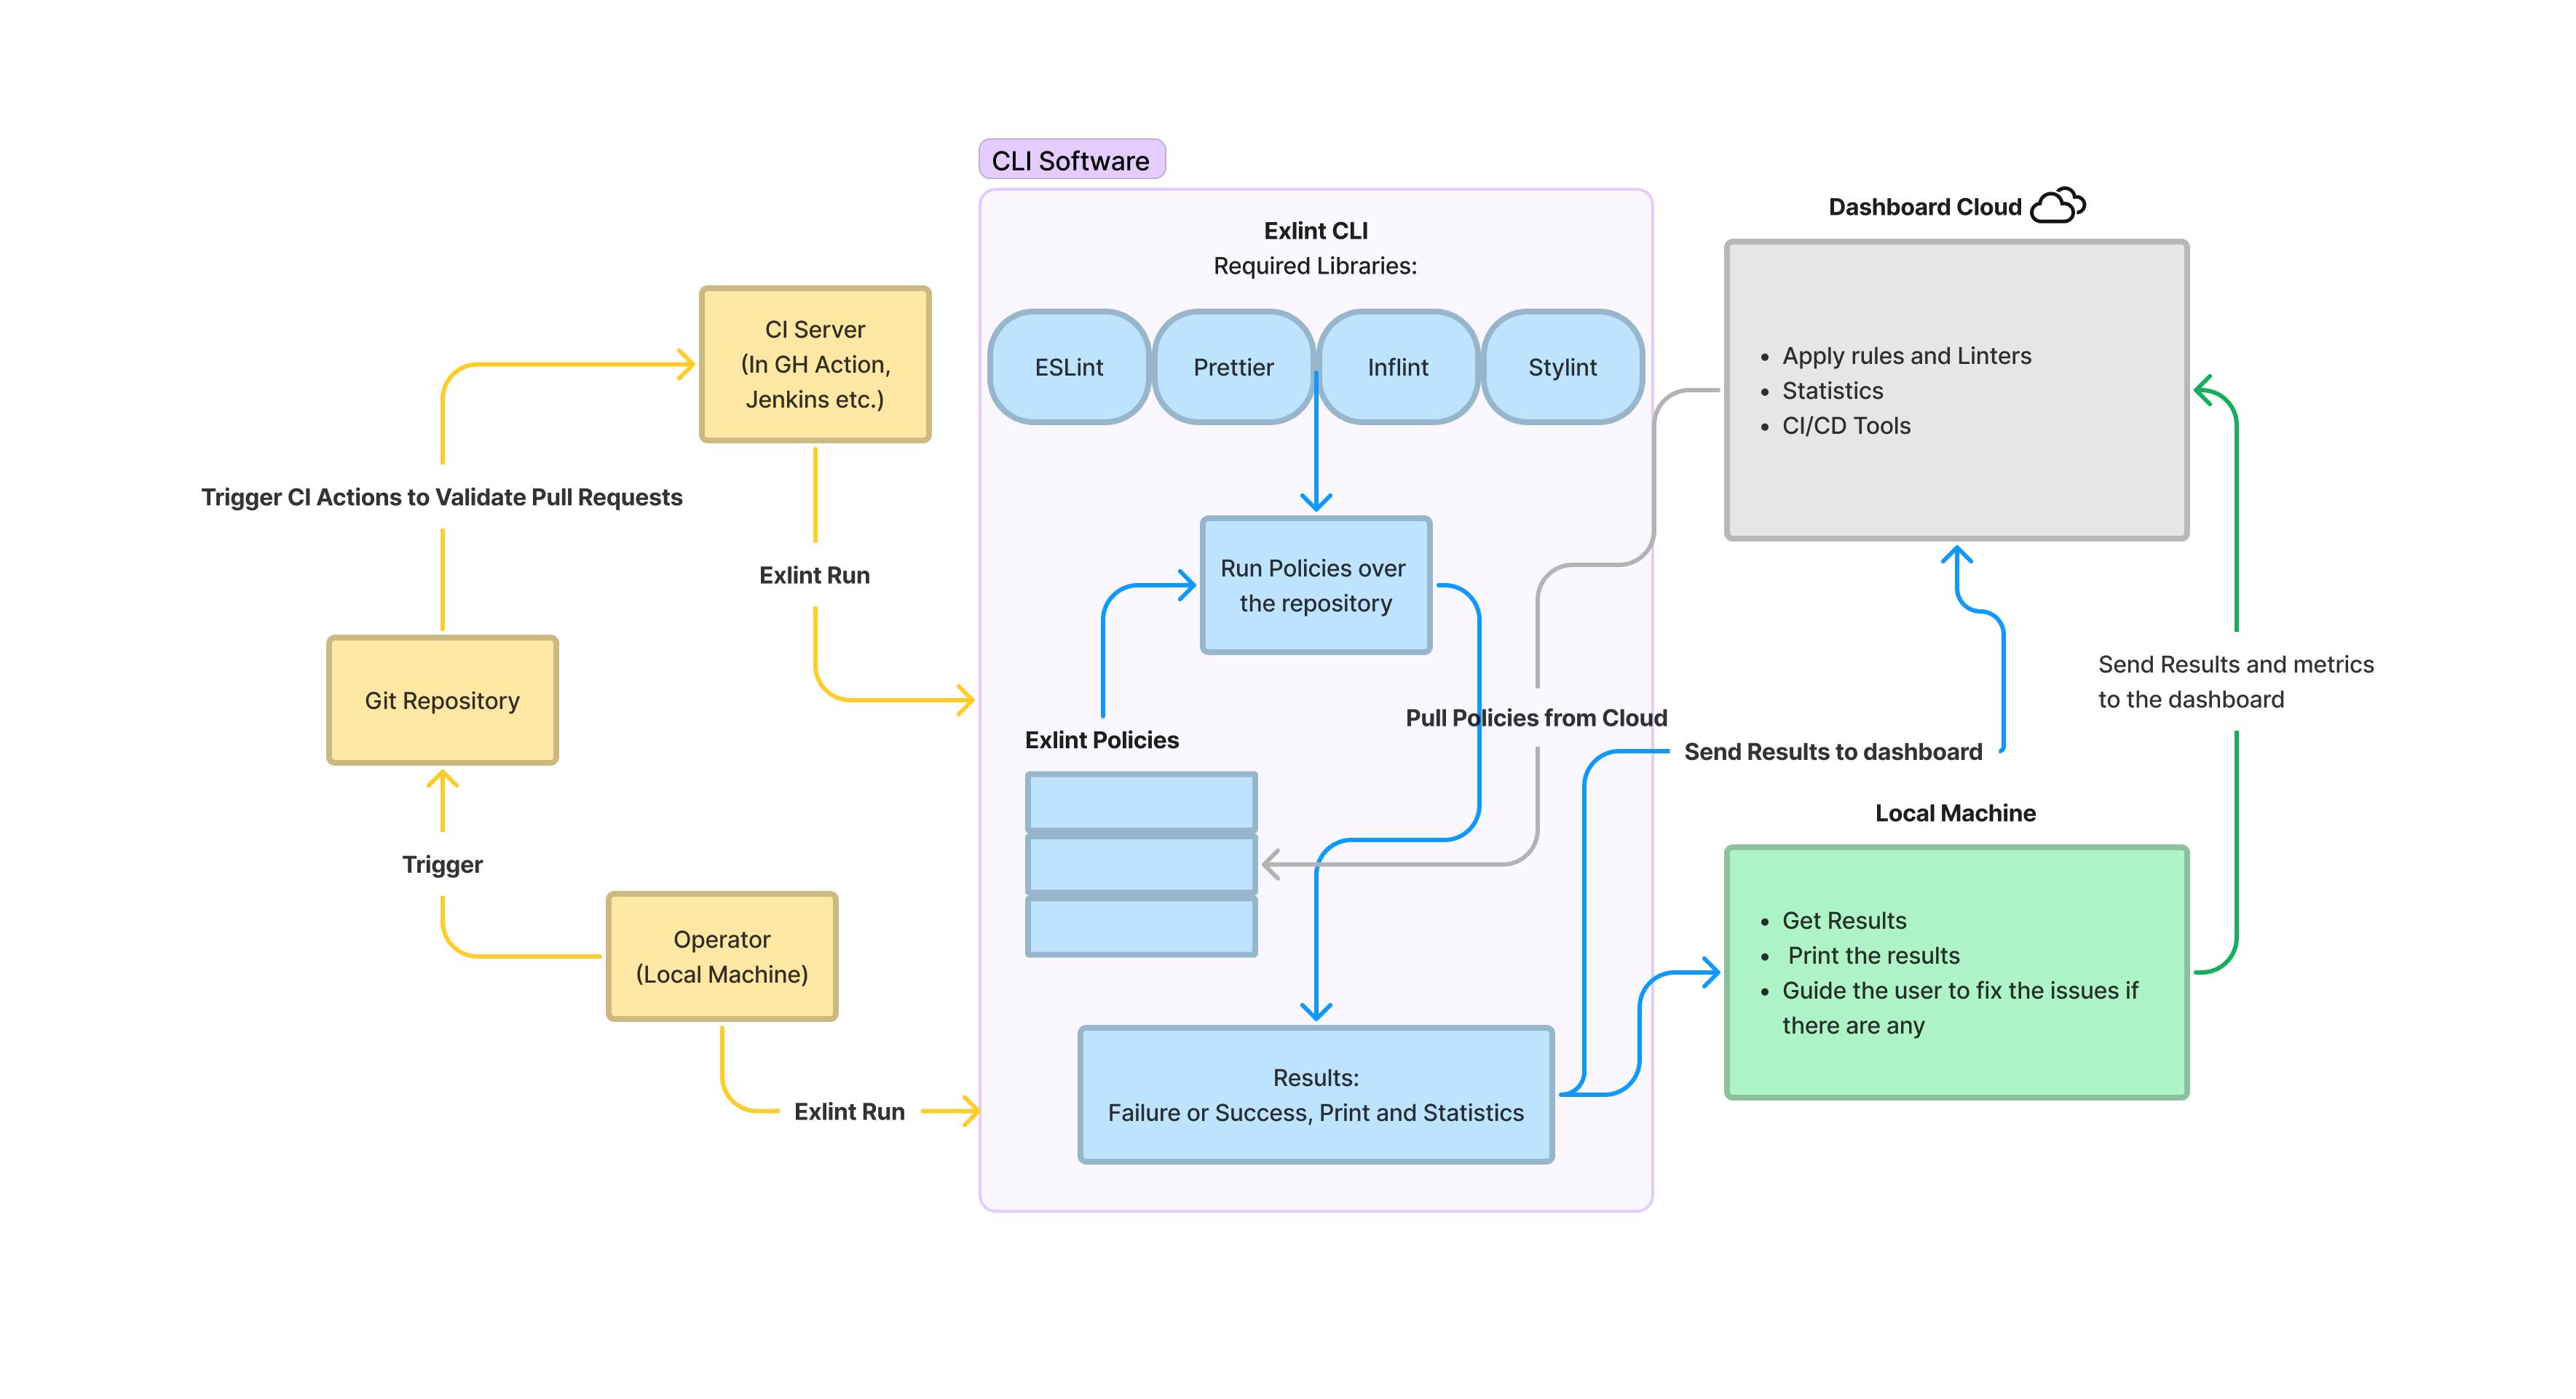 CLI Software
Exlint CLI
Required Libraries:
ESLint
Prettier
Inflint
Stylint
Run Policies over
the repository
Exlint Policies
Pull Policies from Cloud
Results:
Failure or Success, Print and Statistics
CI Server
(In GH Action,
Jenkins etc.)
Trigger CI Actions to Validate Pull Requests
Exlint Run
Git Repository
Trigger
Operator
(Local Machine)
Exlint Run
Dashboard Cloud
• Apply rules and Linters
• Statistics
• CI/CD Tools
Send Results to dashboard
Send Results and metrics
to the dashboard
Local Machine
• Get Results
• Print the results
• Guide the user to fix the issues if
there are any